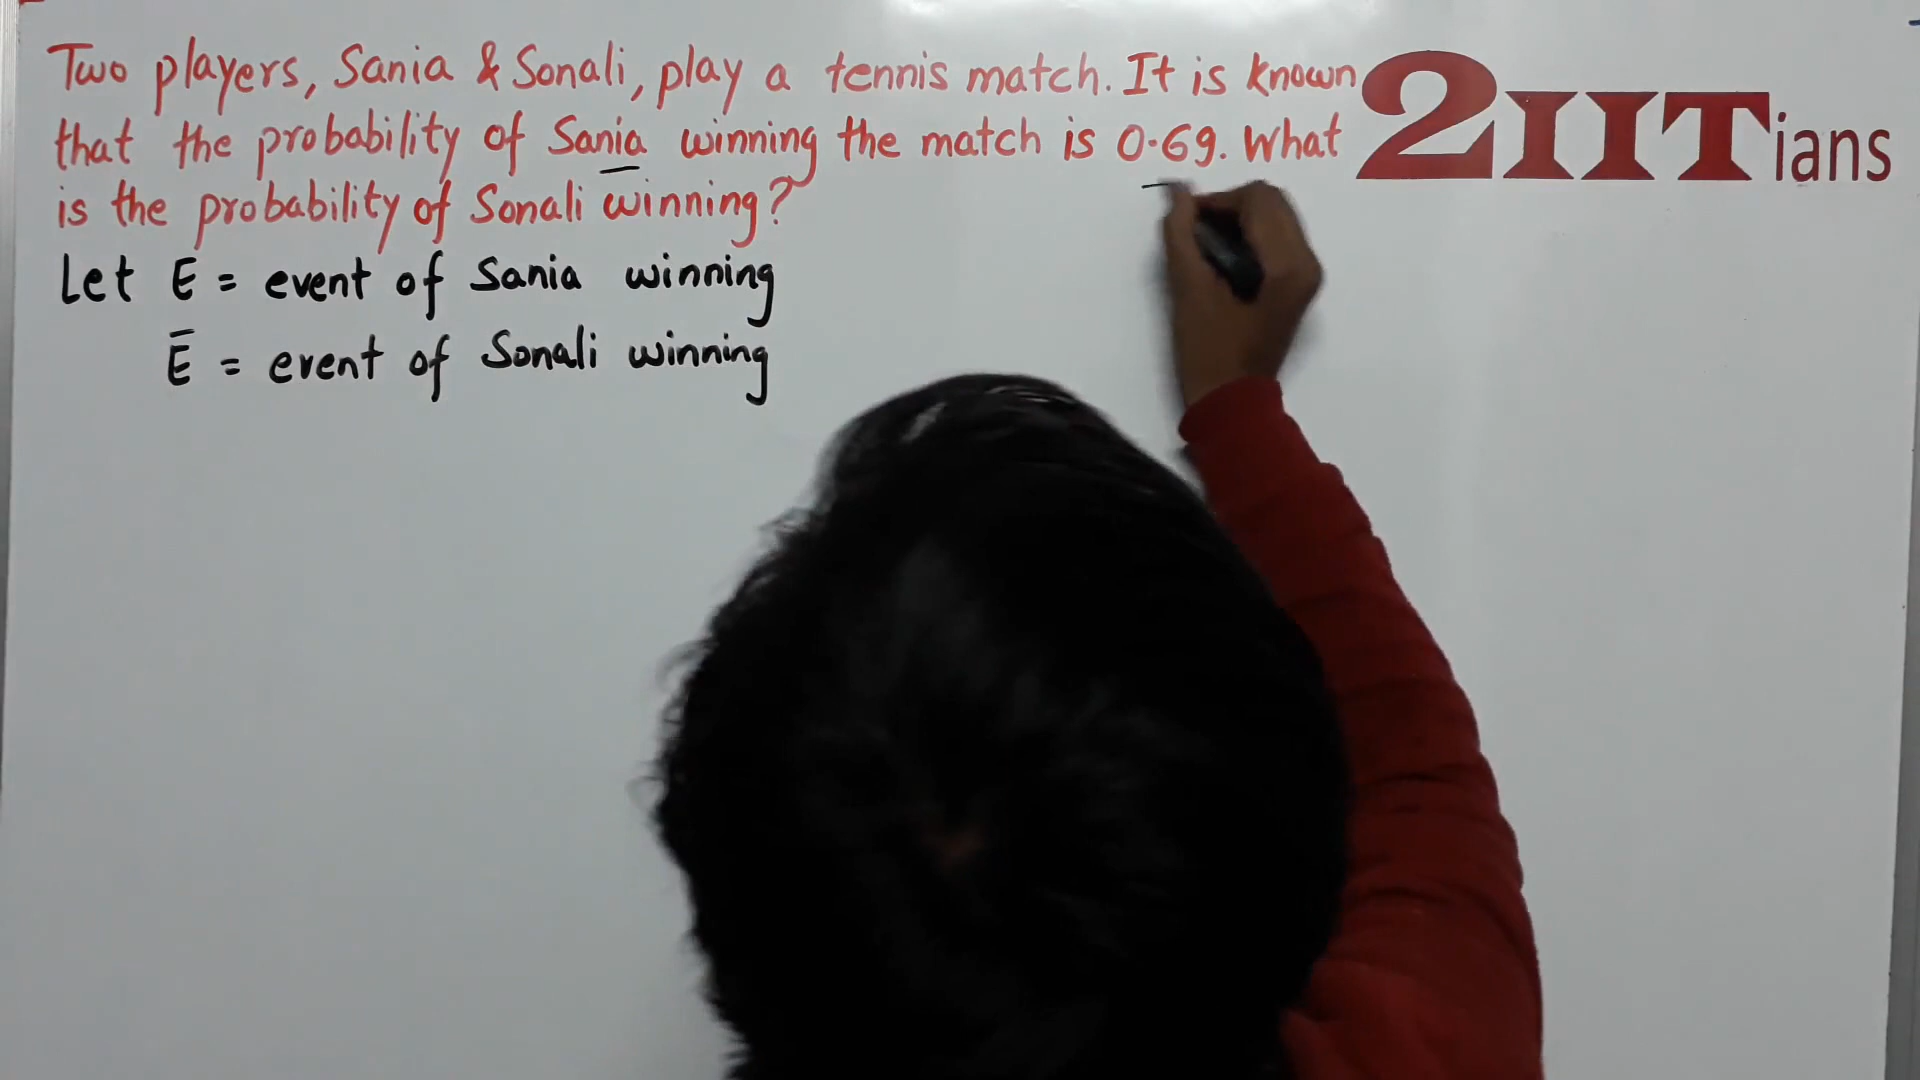 Two players, Sania & Sonali, play a tennis match. It is known
that the probability of Sania winning the match is 0.69. What
is the probability of Sonali winning?
2IITians
Let E = event of Sania winning
Ē = event of Sonali winning